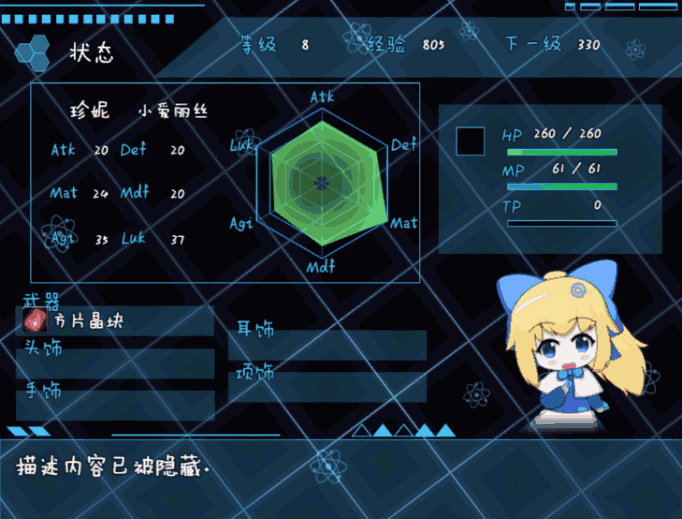 状态
等级 8 经验 805 下一级 330
珍妮 小爱丽丝
Atk 20 Def 20
Mat 24 Mdf 20
Agi 35 Luk 37
Atk
Luk Def
Agi Mat
Mdf
HP 260 / 260
MP 61 / 61
TP 0
武器
方片晶块
头饰
手饰
耳饰
项饰
描述内容已被隐藏.